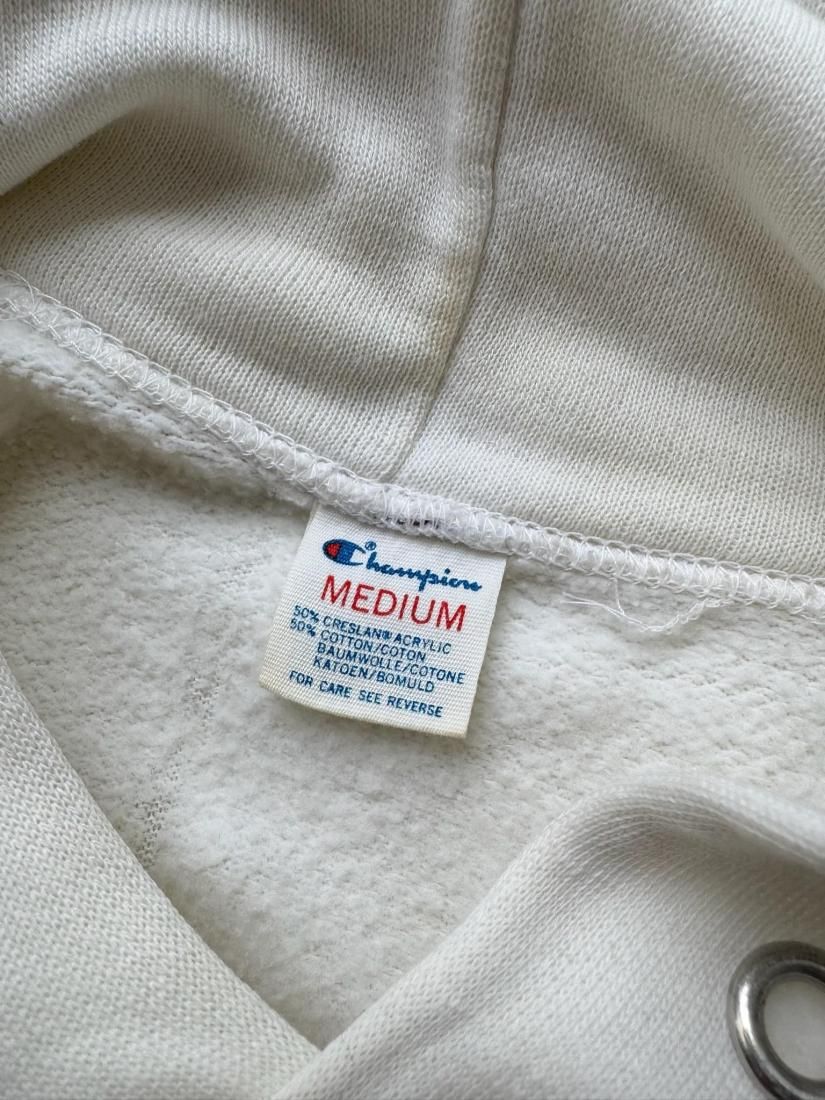 Champion®
MEDIUM
50% CRESLAN® ACRYLIC
50% COTTON/COTON
BAUMWOLLE/COTONE
KATOEN/BOMULD
FOR CARE SEE REVERSE